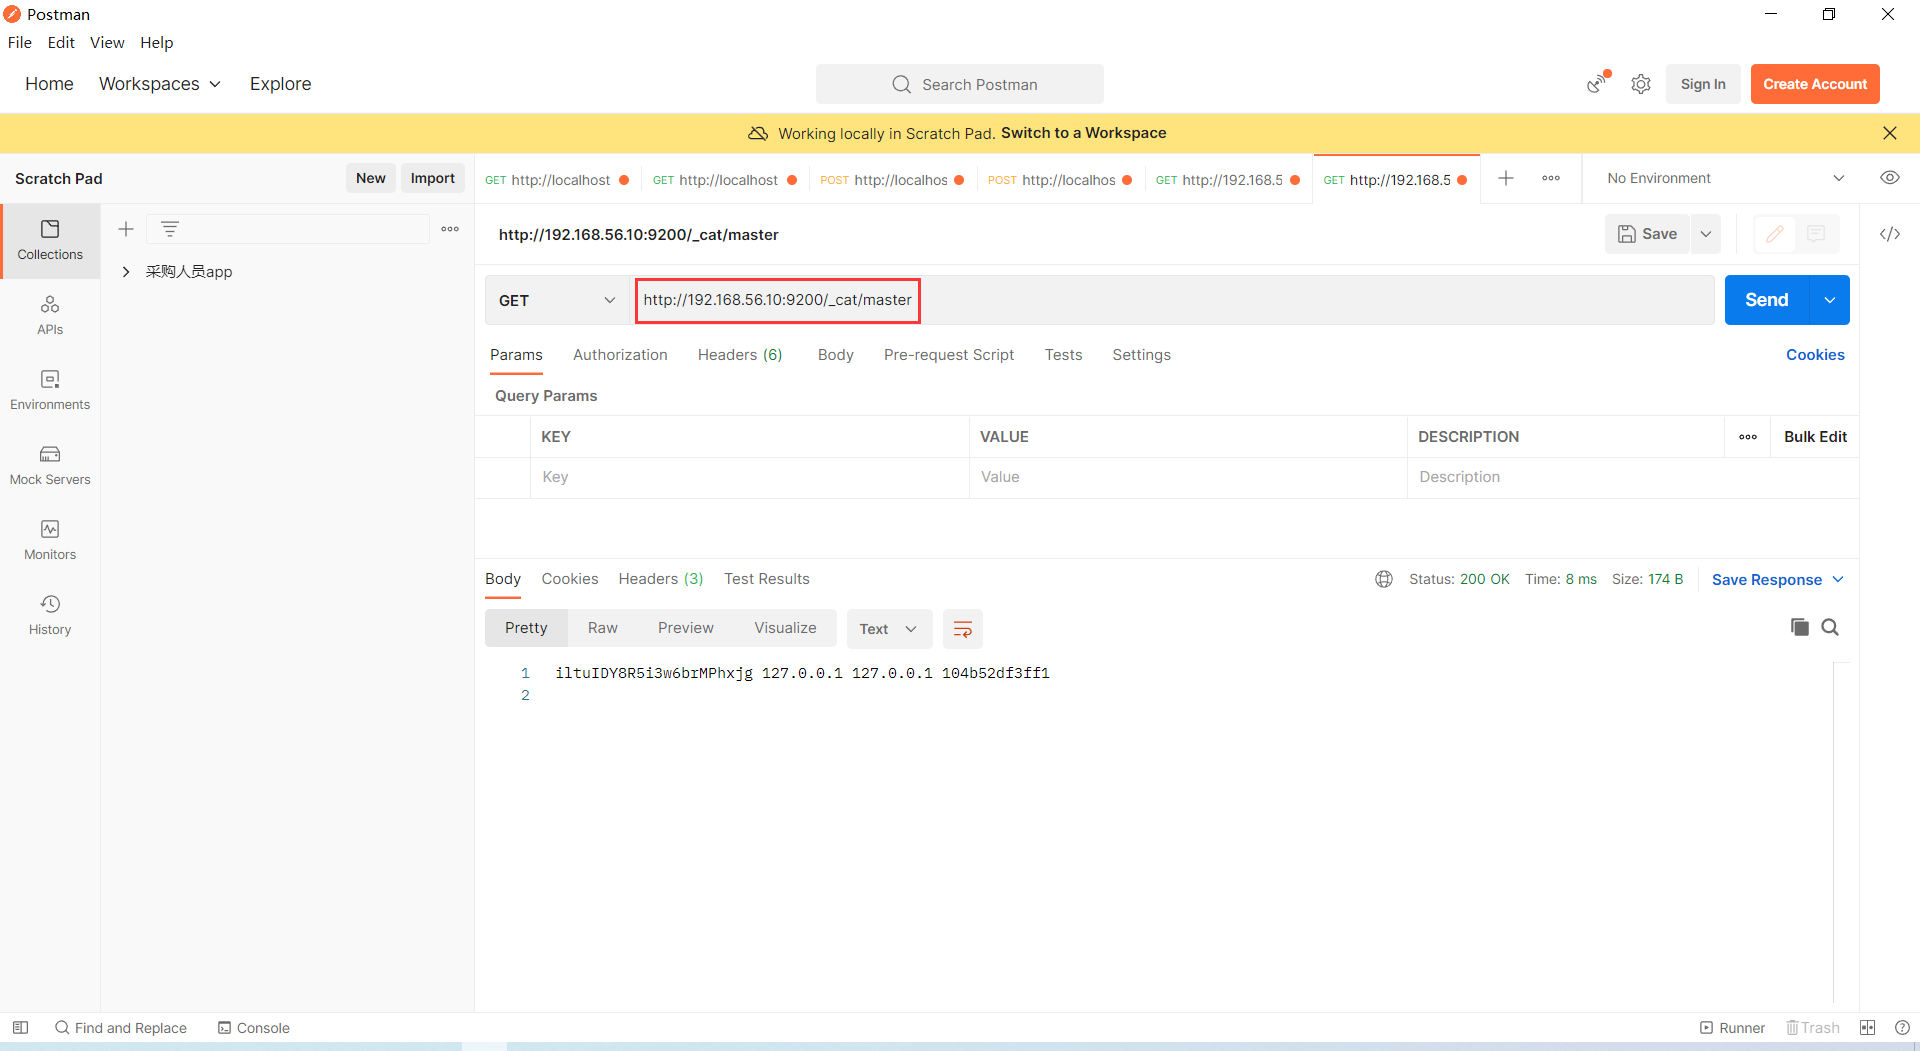 Postman
File Edit View Help
Home Workspaces Explore
Search Postman
Sign In
Create Account
Working locally in Scratch Pad. Switch to a Workspace
Scratch Pad
New
Import
GET http://localhost
GET http://localhost
POST http://localhos
POST http://localhos
GET http://192.168.5
GET http://192.168.5
No Environment
Collections
采购人员app
APIs
Environments
Mock Servers
Monitors
History
http://192.168.56.10:9200/_cat/master
Save
GET
http://192.168.56.10:9200/_cat/master
Send
Params Authorization Headers (6) Body Pre-request Script Tests Settings
Cookies
Query Params
KEY VALUE DESCRIPTION Bulk Edit
Key Value Description
Body Cookies Headers (3) Test Results
Status: 200 OK Time: 8 ms Size: 174 B Save Response
Pretty Raw Preview Visualize Text
1 iltuIDY8R5i3w6brMPhxjg 127.0.0.1 127.0.0.1 104b52df3ff1
2
Find and Replace Console
Runner Trash